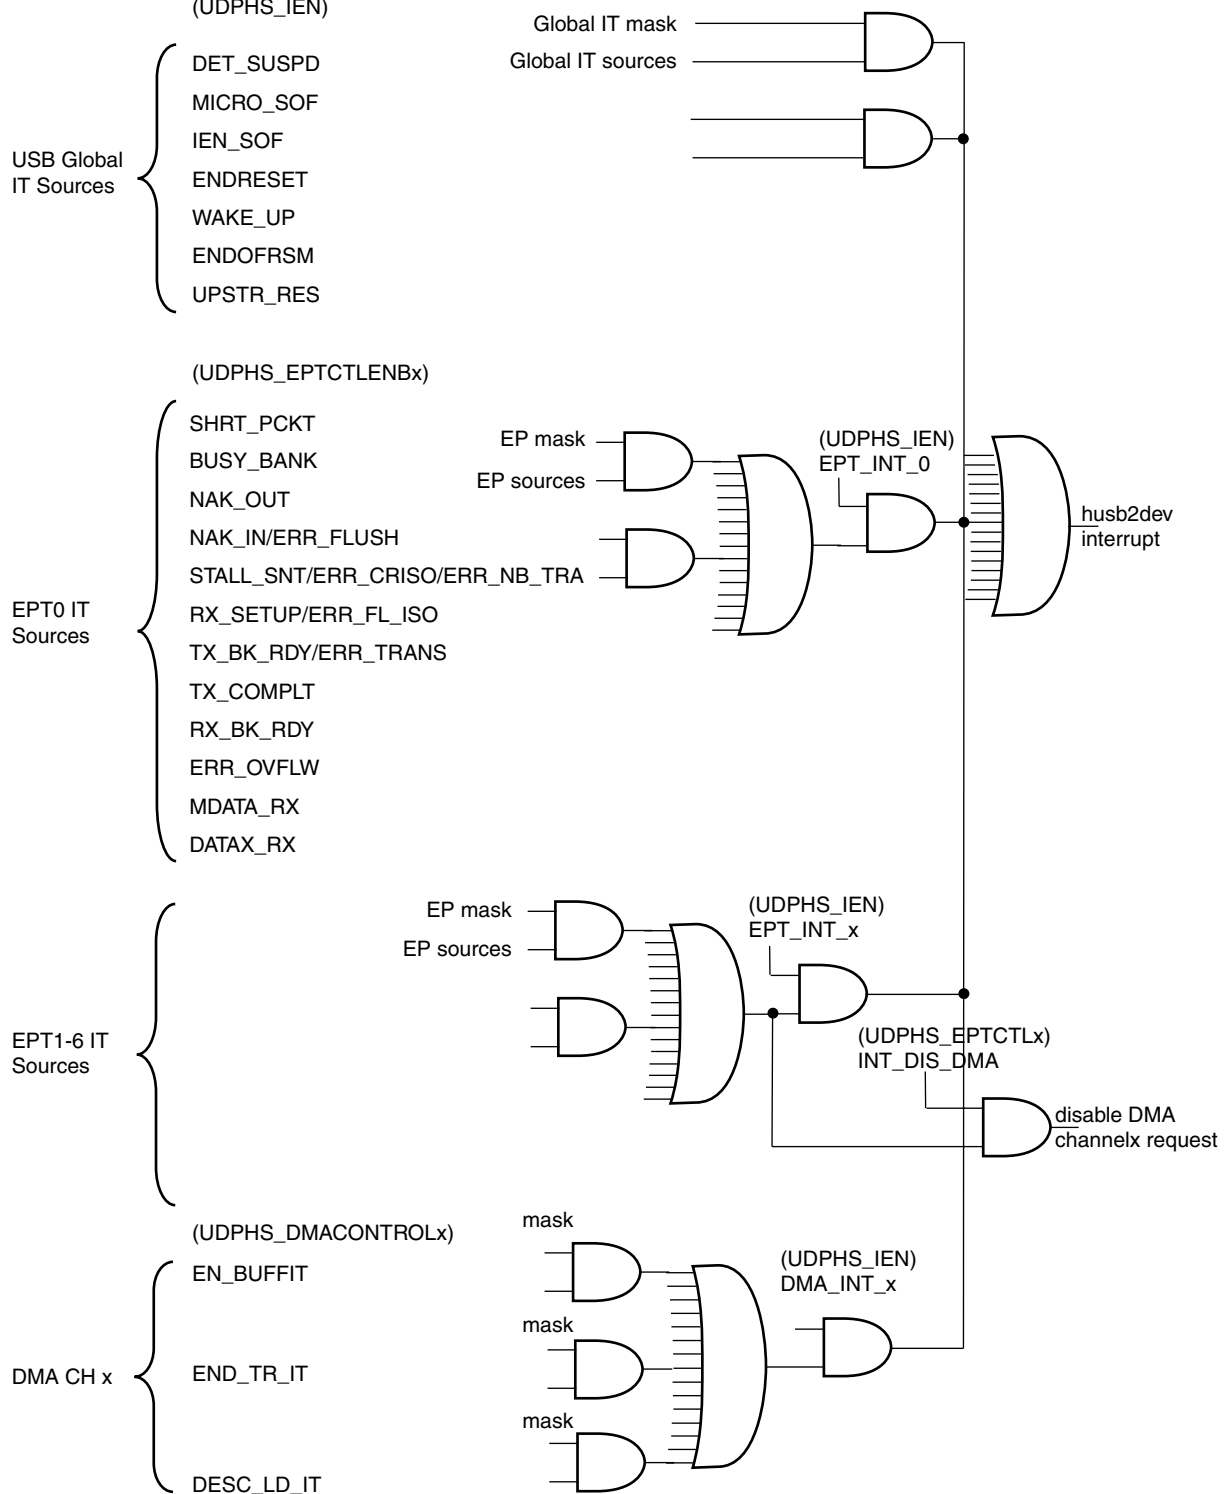 (UDPHS_IEN)
Global IT mask
Global IT sources
DET_SUSPD
MICRO_SOF
IEN_SOF
ENDRESET
WAKE_UP
ENDOFRSM
UPSTR_RES
USB Global
IT Sources
(UDPHS_EPTCTLENBx)
SHRT_PCKT
BUSY_BANK
NAK_OUT
NAK_IN/ERR_FLUSH
STALL_SNT/ERR_CRISO/ERR_NB_TRA
RX_SETUP/ERR_FL_ISO
TX_BK_RDY/ERR_TRANS
TX_COMPLT
RX_BK_RDY
ERR_OVFLW
MDATA_RX
DATAX_RX
EPT0 IT
Sources
EP mask
EP sources
(UDPHS_IEN)
EPT_INT_0
husb2dev
interrupt
EP mask
EP sources
(UDPHS_IEN)
EPT_INT_x
EPT1-6 IT
Sources
(UDPHS_EPTCTLx)
INT_DIS_DMA
disable DMA
channelx request
(UDPHS_DMACONTROLx)
EN_BUFFIT
END_TR_IT
DESC_LD_IT
DMA CH x
mask
mask
mask
(UDPHS_IEN)
DMA_INT_x